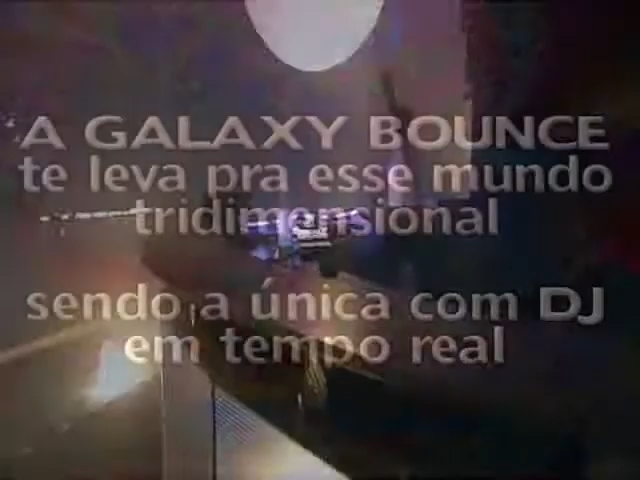 A GALAXY BOUNCE
te leva pra esse mundo
tridimensional
sendo a única com DJ
em tempo real